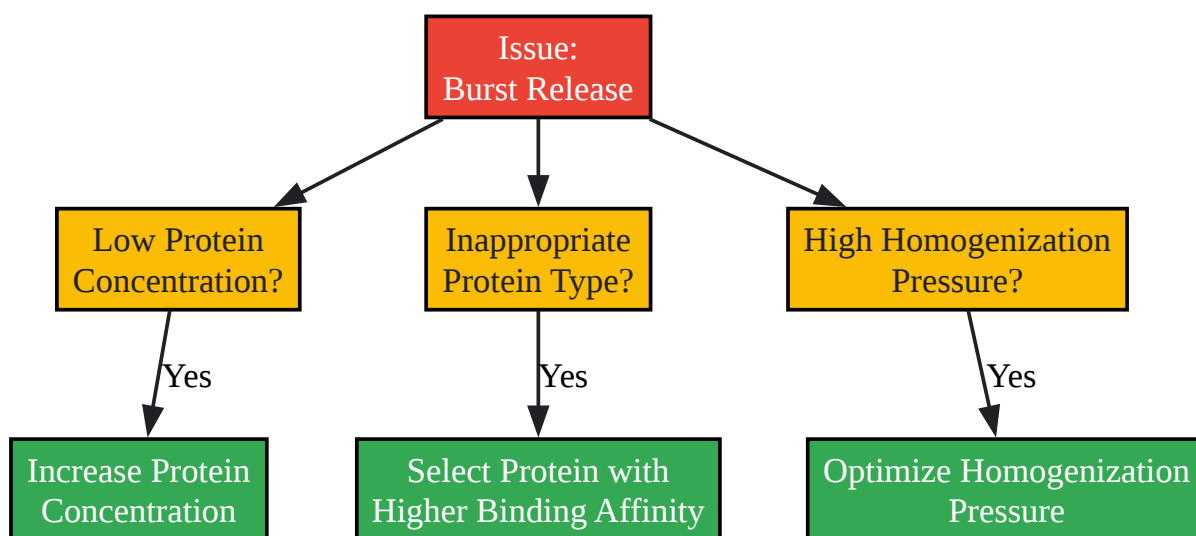 Issue:
Burst Release
Low Protein
Concentration?
Inappropriate
Protein Type?
High Homogenization
Pressure?
Yes
Yes
Yes
Increase Protein
Concentration
Select Protein with
Higher Binding Affinity
Optimize Homogenization
Pressure